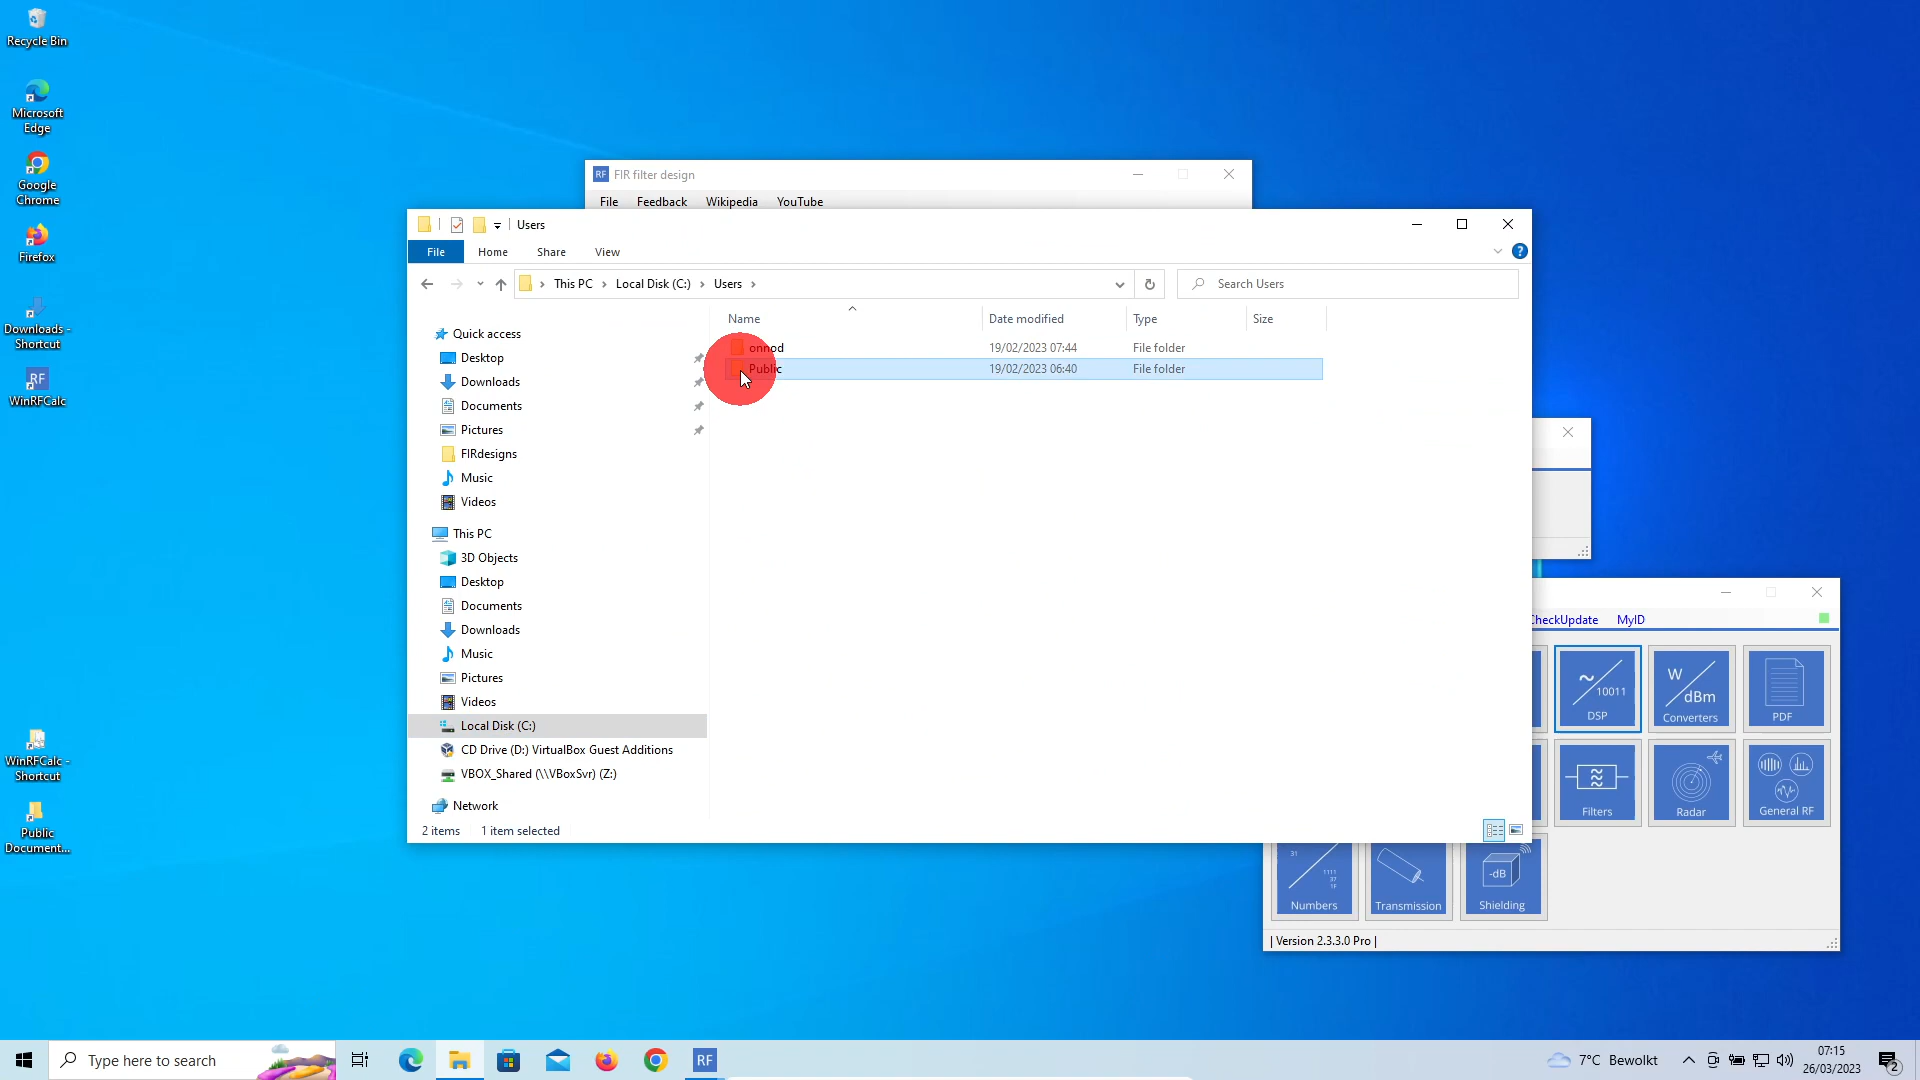 Recycle Bin
Microsoft
Edge
Google
Chrome
Firefox
Downloads -
Shortcut
RF
WinRFCalc
WinRFCalc -
Shortcut
Public
Document...
RF FIR filter design
File Feedback Wikipedia YouTube
Users
File Home Share View
?
This PC > Local Disk (C:) > Users >
Search Users
Name Date modified Type Size
onnod 19/02/2023 07:44 File folder
Public 19/02/2023 06:40 File folder
Quick access
Desktop
Downloads
Documents
Pictures
FIRdesigns
Music
Videos
This PC
3D Objects
Desktop
Documents
Downloads
Music
Pictures
Videos
Local Disk (C:)
CD Drive (D:) VirtualBox Guest Additions
VBOX_Shared (\\VBoxSvr) (Z:)
Network
2 items 1 item selected
CheckUpdate MyID
~ 10011
DSP
W
dBm
Converters
PDF
Filters
Radar
General RF
31
1111
37
1F
Numbers
Transmission
-dB
Shielding
| Version 2.3.3.0 Pro |
Type here to search
RF
7°C Bewolkt
07:15
26/03/2023
2